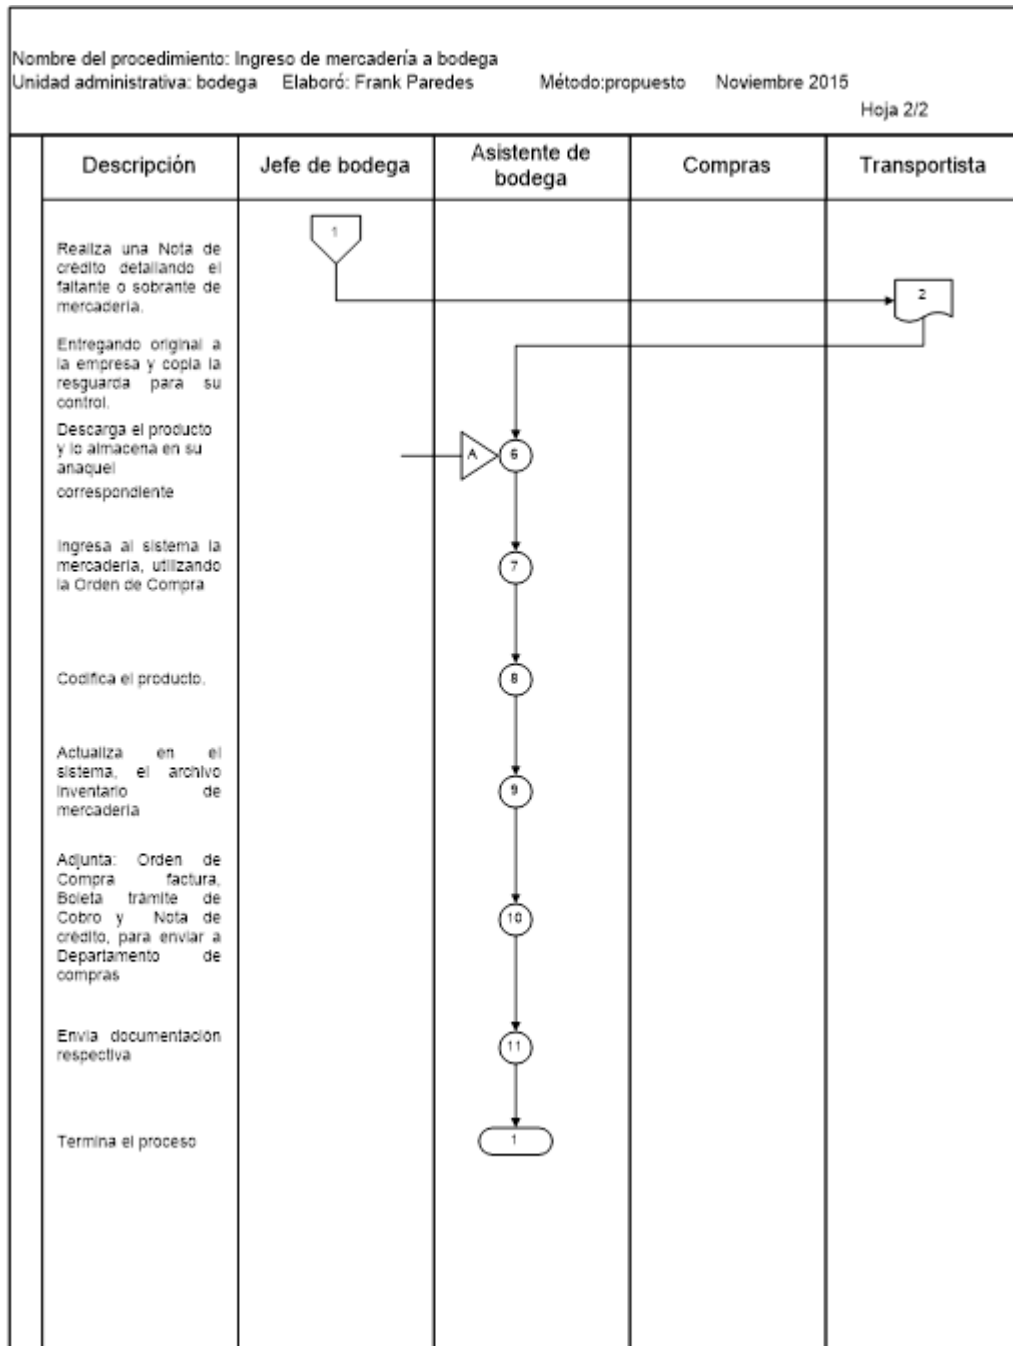 Nombre del procedimiento: Ingreso de mercadería a bodega
Unidad administrativa: bodega Elaboró: Frank Paredes Método:propuesto Noviembre 2015
Hoja 2/2
Descripción
Jefe de bodega
Asistente de
bodega
Compras
Transportista
1
Realiza una Nota de
crédito detallando el
faltante o sobrante de
mercadería.
2
Entregando original a
la empresa y copia la
resguarda para su
control.
Descarga el producto
y lo almacena en su
anaquel
correspondiente
A
6
Ingresa al sistema la
mercadería, utilizando
la Orden de Compra
7
Codifica el producto.
8
Actualiza en el
sistema, el archivo
inventario de
mercadería
9
Adjunta: Orden de
Compra factura,
Boleta trámite de
Cobro y Nota de
crédito, para enviar a
Departamento de
compras
10
Envía documentación
respectiva
11
Termina el proceso
1